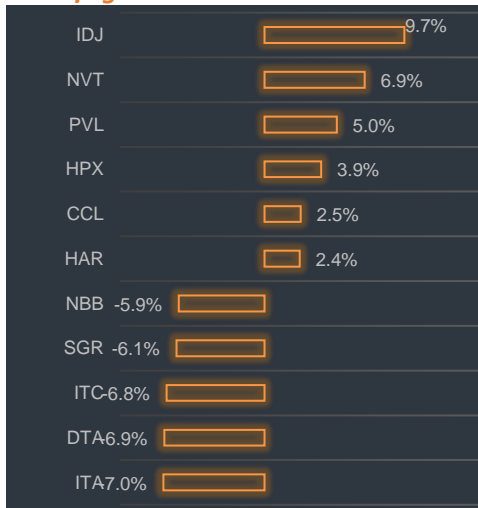 IDJ 9.7%
NVT 6.9%
PVL 5.0%
HPX 3.9%
CCL 2.5%
HAR 2.4%
NBB -5.9%
SGR -6.1%
ITC -6.8%
DTA -6.9%
ITA -7.0%